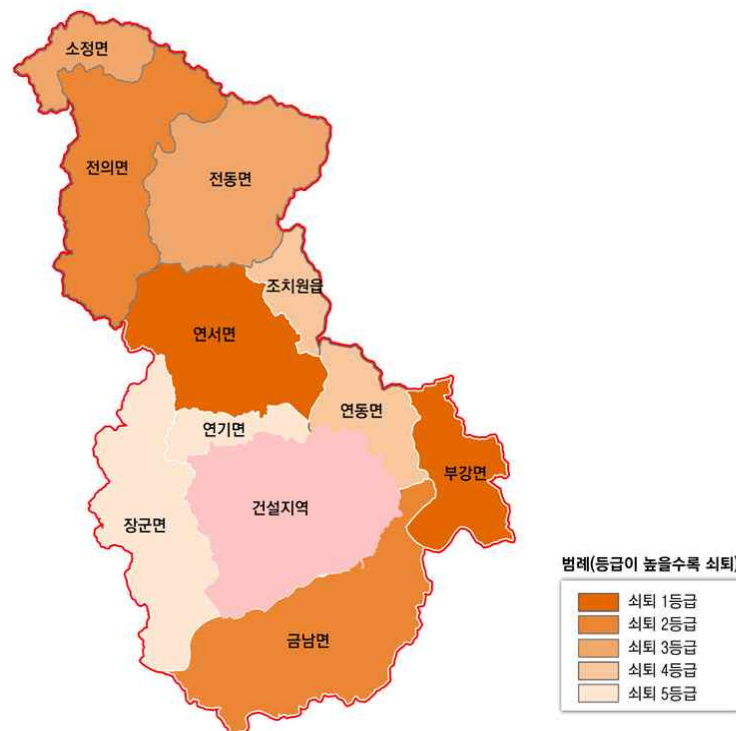 소정면
전의면
전동면
조치원읍
연서면
연동면
연기면
부강면
건설지역
장군면
금남면
범례(등급이 높을수록 쇠퇴)
쇠퇴 1등급
쇠퇴 2등급
쇠퇴 3등급
쇠퇴 4등급
쇠퇴 5등급